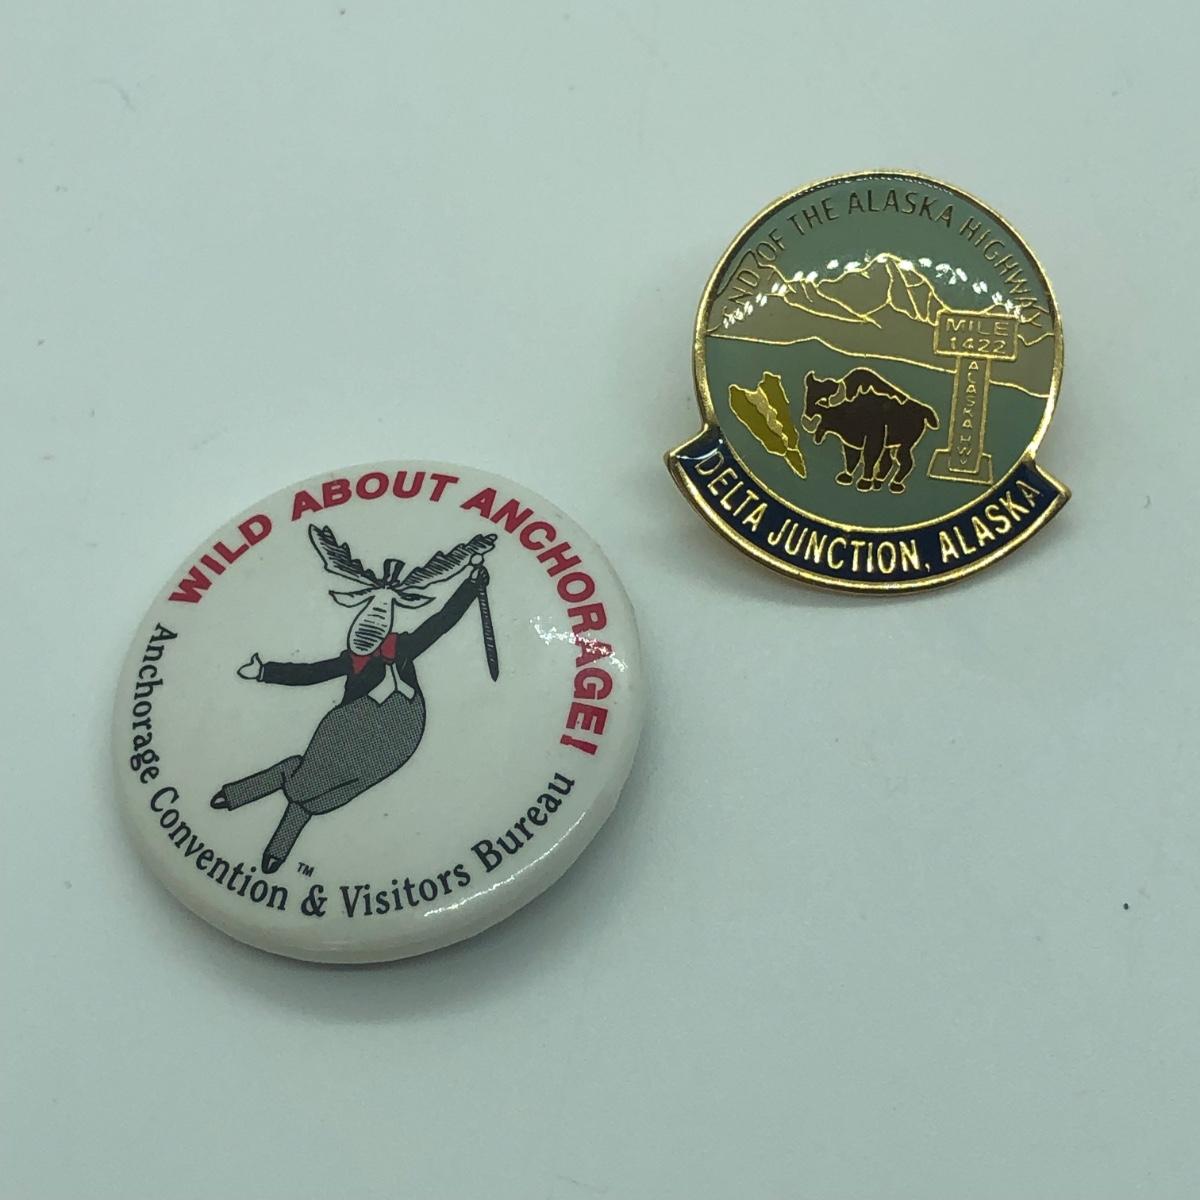 WILD ABOUT ANCHORAGE!
Anchorage Convention & Visitors Bureau
TM
END OF THE ALASKA HIGHWAY
MILE
1422
ALASKA HWY
DELTA JUNCTION, ALASKA